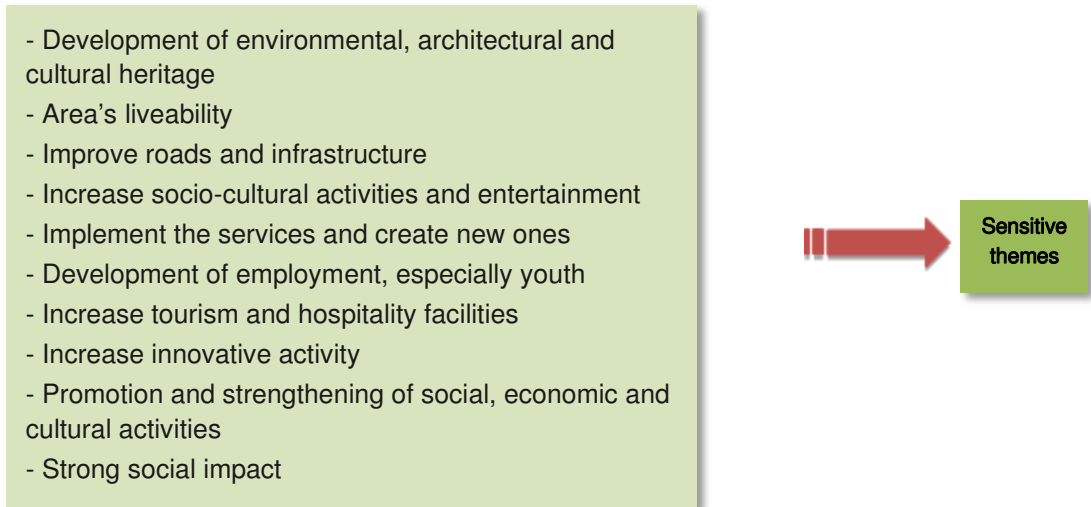 - Development of environmental, architectural and
cultural heritage
- Area's liveability
- Improve roads and infrastructure
- Increase socio-cultural activities and entertainment
- Implement the services and create new ones
- Development of employment, especially youth
- Increase tourism and hospitality facilities
- Increase innovative activity
- Promotion and strengthening of social, economic and
cultural activities
- Strong social impact
Sensitive
themes